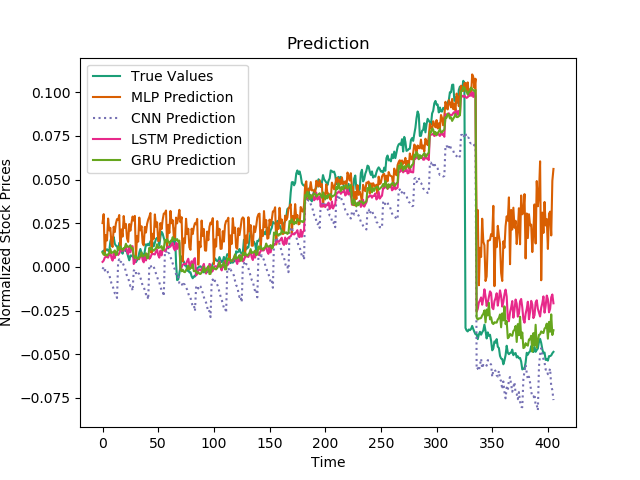 Prediction
True Values
MLP Prediction
CNN Prediction
LSTM Prediction
GRU Prediction
0.100
0.075
0.050
0.025
0.000
−0.025
−0.050
−0.075
Normalized Stock Prices
0
50
100
150
200
250
300
350
400
Time